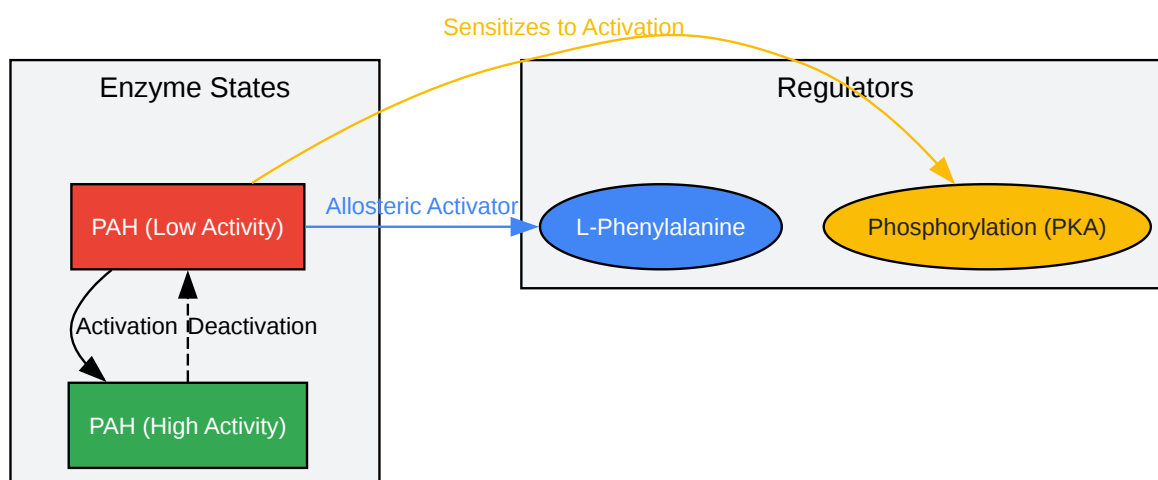 Sensitizes to Activation
Enzyme States
Regulators
PAH (Low Activity)
Allosteric Activator
L-Phenylalanine
Phosphorylation (PKA)
Activation
Deactivation
PAH (High Activity)